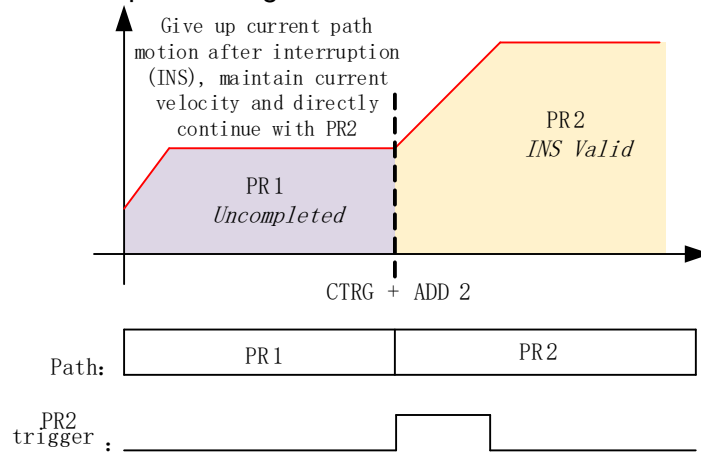 Give up current path
motion after interruption
(INS), maintain current
velocity and directly
continue with PR2
PR1
Uncompleted
PR2
INS Valid
CTRG + ADD 2
Path:
PR1
PR2
PR2
trigger :